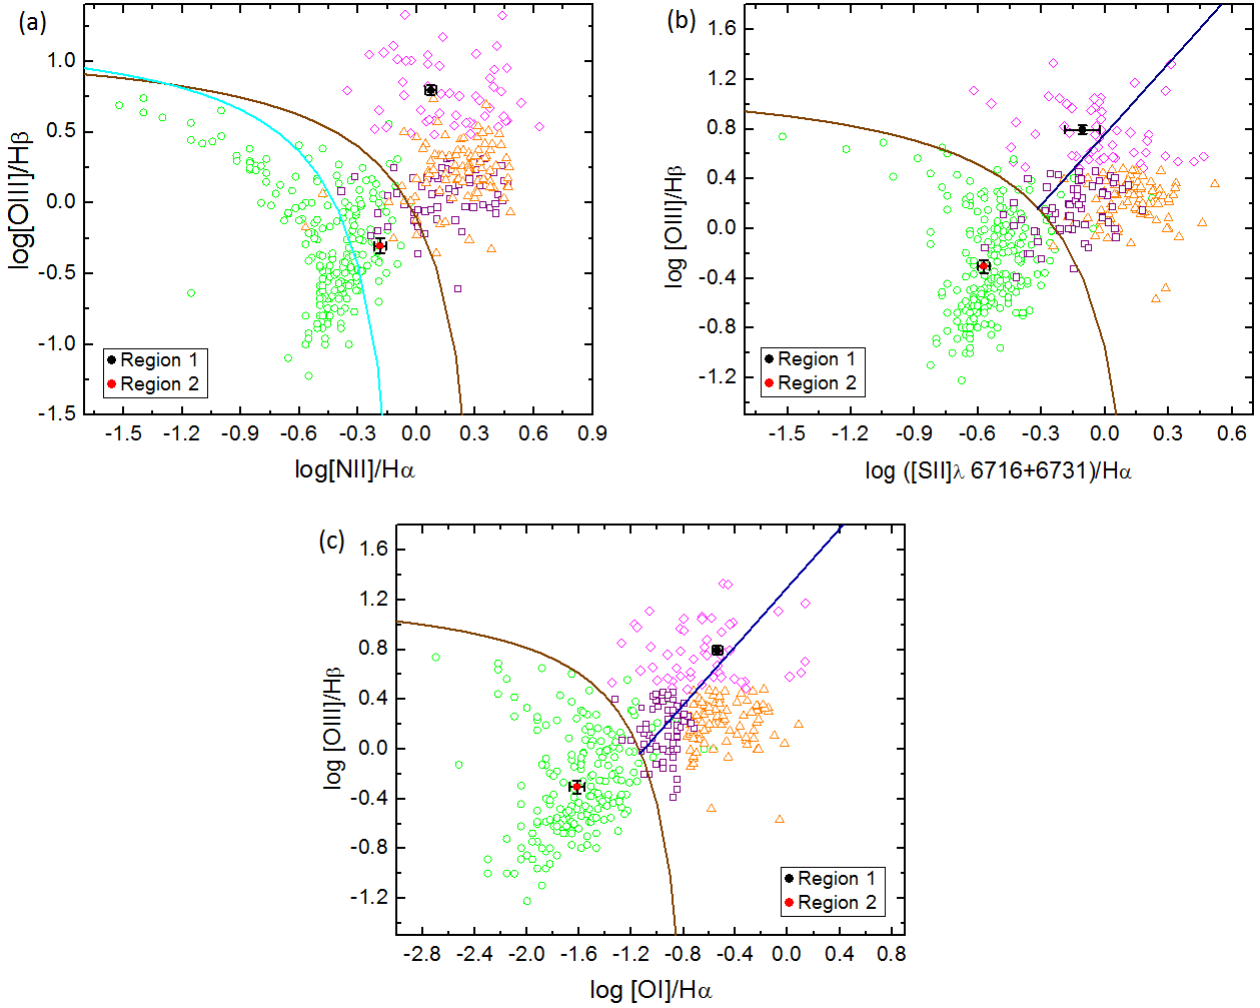 (a)
log[OIII]/Hβ
1.0
0.5
0.0
-0.5
-1.0
-1.5
Region 1
Region 2
-1.5 -1.2 -0.9 -0.6 -0.3 0.0 0.3 0.6 0.9
log[NII]/Hα
(b)
log [OIII]/Hβ
1.6
1.2
0.8
0.4
0.0
-0.4
-0.8
-1.2
Region 1
Region 2
-1.5 -1.2 -0.9 -0.6 -0.3 0.0 0.3 0.6
log ([SII]λ 6716+6731)/Hα
(c)
log [OIII]/Hβ
1.6
1.2
0.8
0.4
0.0
-0.4
-0.8
-1.2
Region 1
Region 2
-2.8 -2.4 -2.0 -1.6 -1.2 -0.8 -0.4 0.0 0.4 0.8
log [OI]/Hα